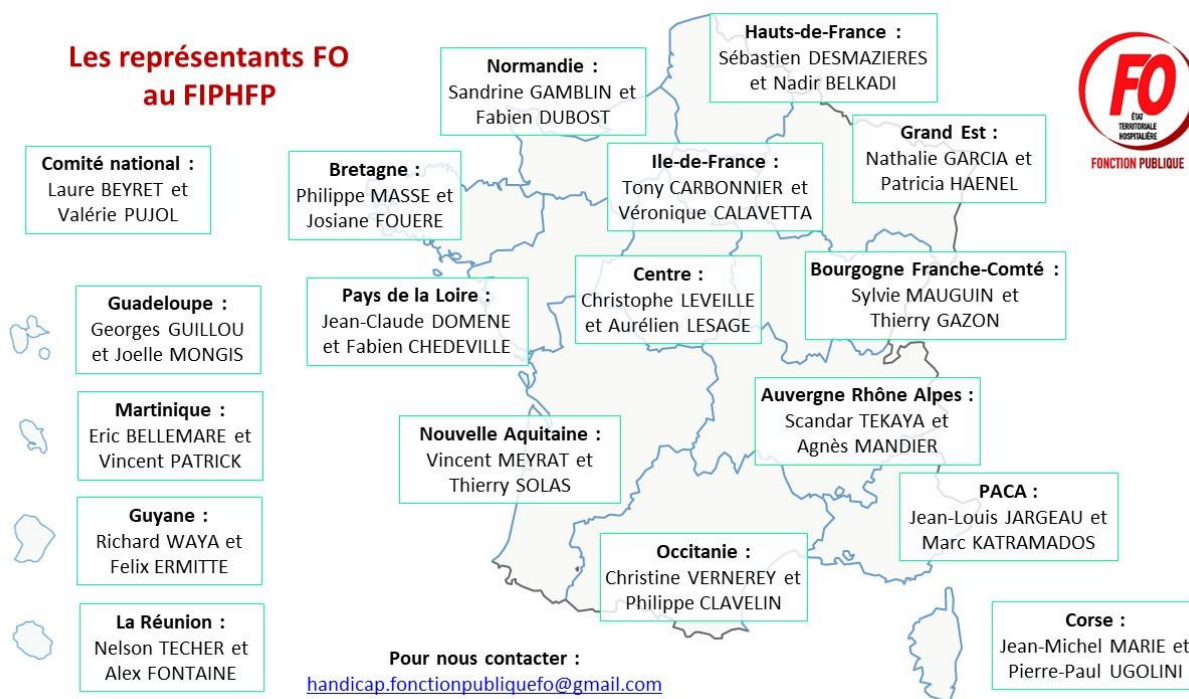 Les représentants FO
au FIPHFP
Hauts-de-France :
Sébastien DESMAZIERES
et Nadir BELKADI
Normandie :
Sandrine GAMBLIN et
Fabien DUBOST
FO
ÉTAT
TERRITORIALE
HOSPITALIÈRE
FONCTION PUBLIQUE
Grand Est :
Nathalie GARCIA et
Patricia HAENEL
Comité national :
Laure BEYRET et
Valérie PUJOL
Bretagne :
Philippe MASSE et
Josiane FOUERE
Ile-de-France :
Tony CARBONNIER et
Véronique CALAVETTA
Guadeloupe :
Georges GUILLOU
et Joelle MONGIS
Pays de la Loire :
Jean-Claude DOMENE
et Fabien CHEDEVILLE
Centre :
Christophe LEVEILLE
et Aurélien LESAGE
Bourgogne Franche-Comté :
Sylvie MAUGUIN et
Thierry GAZON
Martinique :
Eric BELLEMARE et
Vincent PATRICK
Nouvelle Aquitaine :
Vincent MEYRAT et
Thierry SOLAS
Auvergne Rhône Alpes :
Scandar TEKAYA et
Agnès MANDIER
Guyane :
Richard WAYA et
Felix ERMITTE
PACA :
Jean-Louis JARGEAU et
Marc KATRAMADOS
Occitanie :
Christine VERNEREY et
Philippe CLAVELIN
La Réunion :
Nelson TECHER et
Alex FONTAINE
Corse :
Jean-Michel MARIE et
Pierre-Paul UGOLINI
Pour nous contacter :
handicap.fonctionpubliquefo@gmail.com